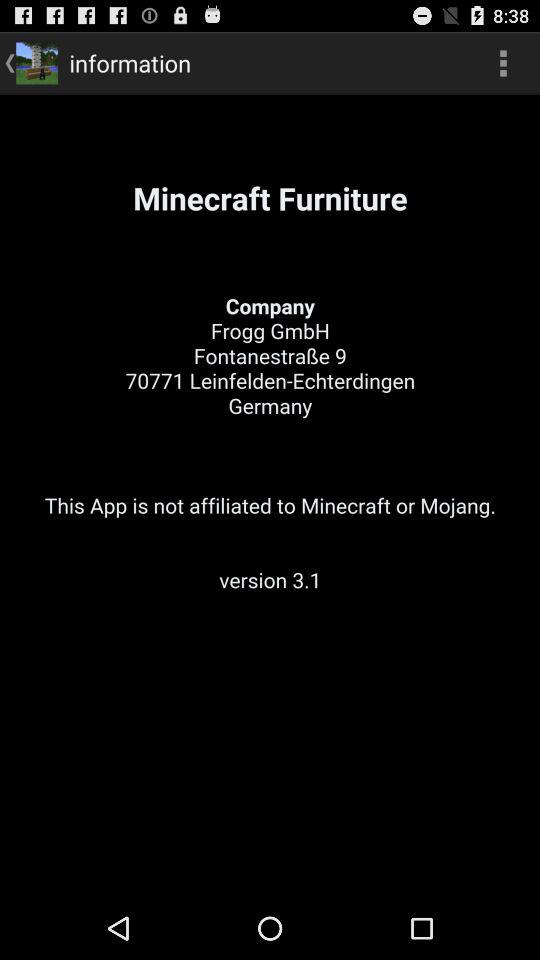 8:38
information
Minecraft Furniture
Company
Frogg GmbH
Fontanestraße 9
70771 Leinfelden-Echterdingen
Germany
This App is not affiliated to Minecraft or Mojang.
version 3.1